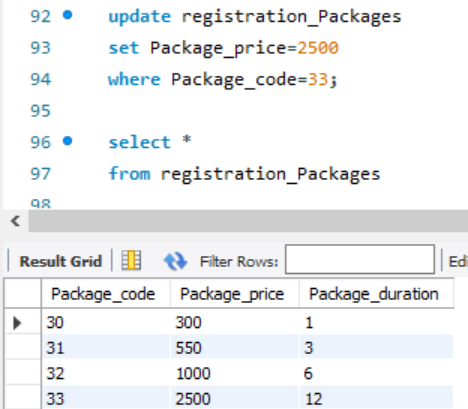 92 update registration_Packages
93 set Package_price=2500
94 where Package_code=33;
95
96 select *
97 from registration_Packages
98
Result Grid Filter Rows: Edi
Package_code Package_price Package_duration
30 300 1
31 550 3
32 1000 6
33 2500 12